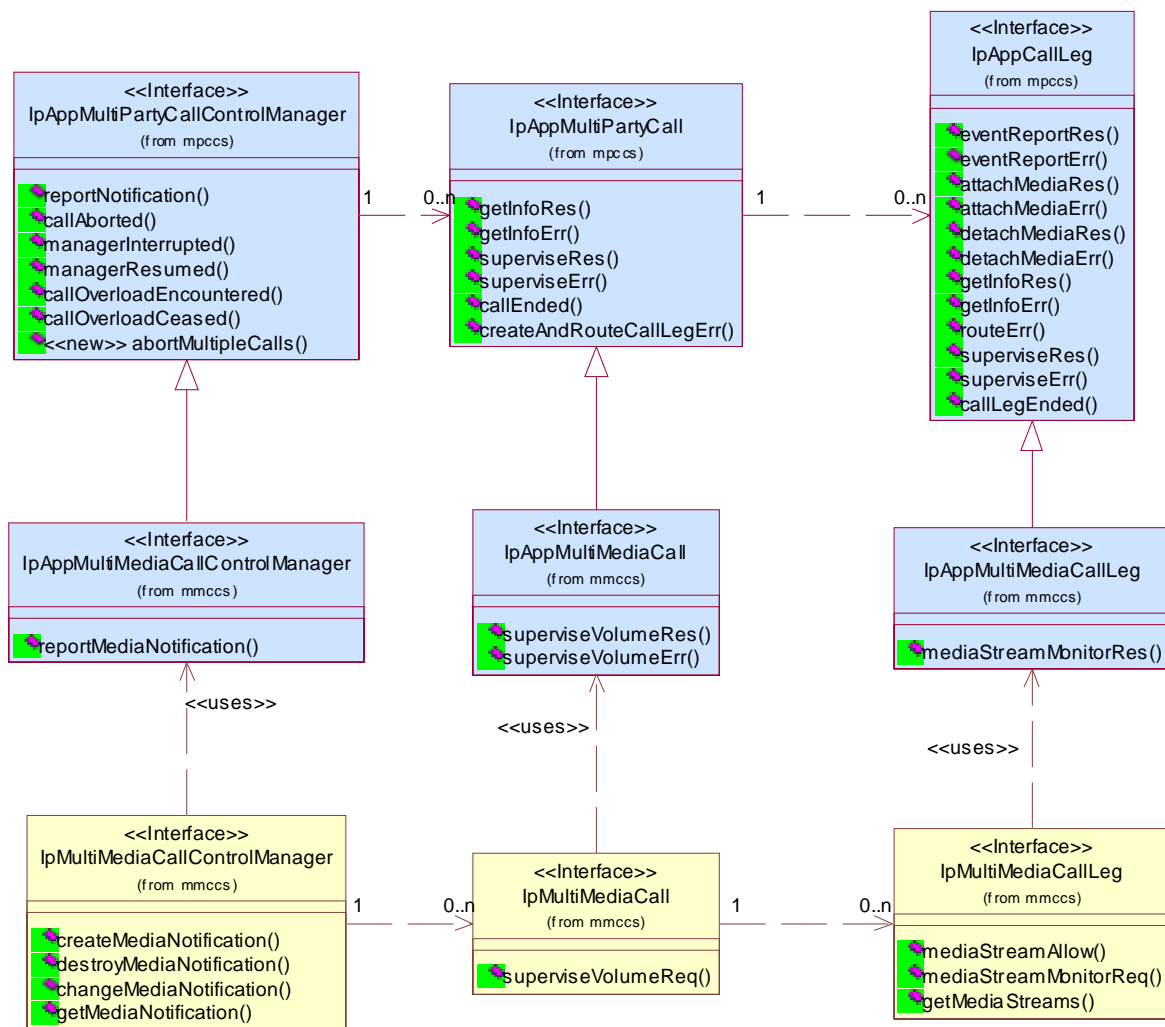 <<Interface>>
IpAppMultiPartyCallControlManager
(from mpccs)
reportNotification()
callAborted()
managerInterrupted()
managerResumed()
callOverloadEncountered()
callOverloadCeased()
<<new>> abortMultipleCalls()
1
0..n
<<Interface>>
IpAppMultiPartyCall
(from mpccs)
getInfoRes()
getInfoErr()
superviseRes()
superviseErr()
callEnded()
createAndRouteCallLegErr()
1
0..n
<<Interface>>
IpAppCallLeg
(from mpccs)
eventReportRes()
eventReportErr()
attachMediaRes()
attachMediaErr()
detachMediaRes()
detachMediaErr()
getInfoRes()
getInfoErr()
routeErr()
superviseRes()
superviseErr()
callLegEnded()
<<Interface>>
IpAppMultiMediaCallControlManager
(from mmccs)
reportMediaNotification()
<<Interface>>
IpAppMultiMediaCall
(from mmccs)
superviseVolumeRes()
superviseVolumeErr()
<<Interface>>
IpAppMultiMediaCallLeg
(from mmccs)
mediaStreamMonitorRes()
<<uses>>
<<uses>>
<<uses>>
<<Interface>>
IpMultiMediaCallControlManager
(from mmccs)
createMediaNotification()
destroyMediaNotification()
changeMediaNotification()
getMediaNotification()
1
0..n
<<Interface>>
IpMultiMediaCall
(from mmccs)
superviseVolumeReq()
1
0..n
<<Interface>>
IpMultiMediaCallLeg
(from mmccs)
mediaStreamAllow()
mediaStreamMonitorReq()
getMediaStreams()